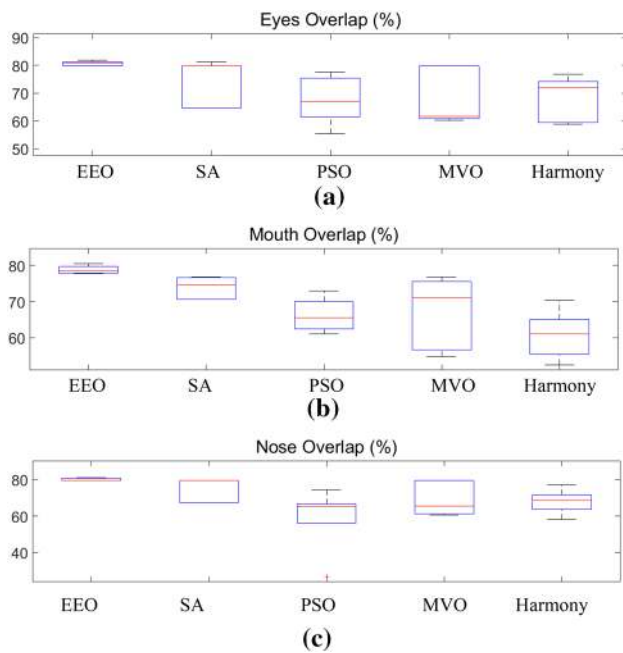 Eyes Overlap (%)
90
80
70
60
50
EEO SA PSO MVO Harmony
(a)
Mouth Overlap (%)
80
70
60
EEO SA PSO MVO Harmony
(b)
Nose Overlap (%)
80
60
40
EEO SA PSO MVO Harmony
(c)